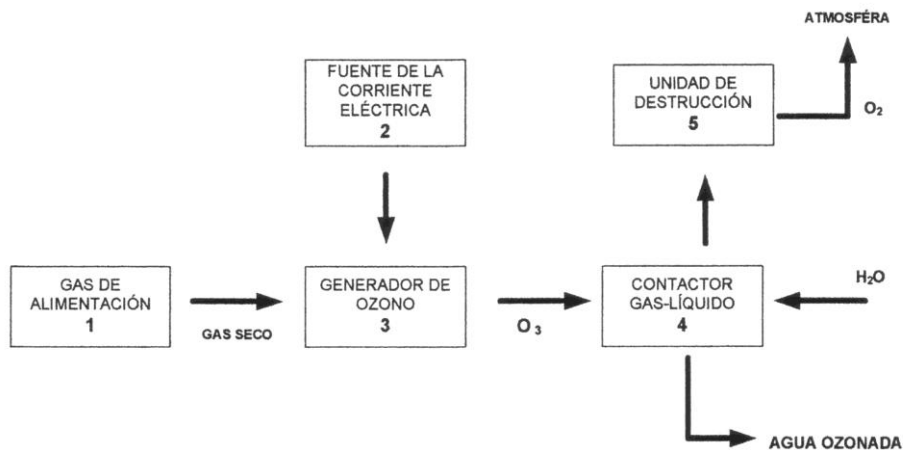 ATMOSFÉRA
FUENTE DE LA
CORRIENTE
ELÉCTRICA
2
UNIDAD DE
DESTRUCCIÓN
5
O2
GAS DE
ALIMENTACIÓN
1
GAS SECO
GENERADOR DE
OZONO
3
O 3
CONTACTOR
GAS-LÍQUIDO
4
H2O
AGUA OZONADA